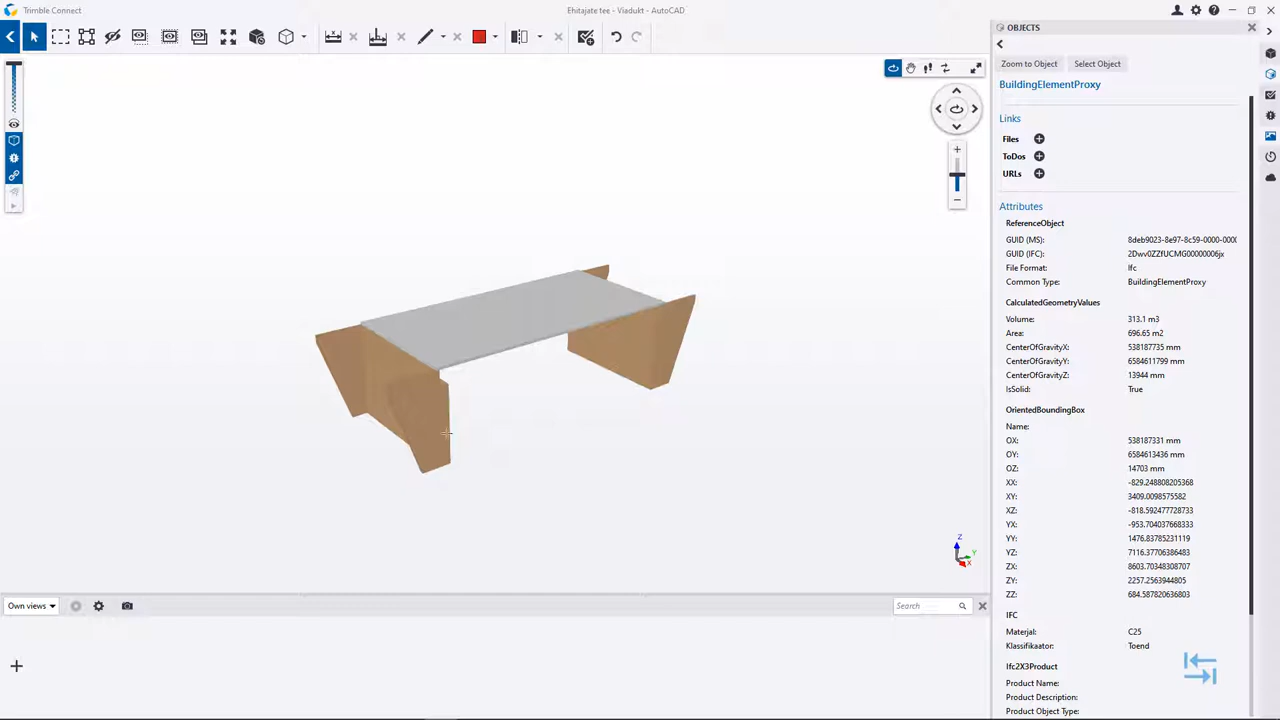 Trimble Connect
Ehitajate tee - Viadukt - AutoCAD
OBJECTS
Zoom to Object
Select Object
BuildingElementProxy
Links
Files
ToDos
URLs
Attributes
ReferenceObject
GUID (MS): 8deb9023-8e97-8c59-0000-000(
GUID (IFC): 2Dwv0ZZfUCMG00000006jx
File Format: Ifc
Common Type: BuildingElementProxy
CalculatedGeometryValues
Volume: 313.1 m3
Area: 696.65 m2
CenterOfGravityX: 538187735 mm
CenterOfGravityY: 6584611799 mm
CenterOfGravityZ: 13944 mm
IsSolid: True
OrientedBoundingBox
Name:
OX: 538187331 mm
OY: 6584613436 mm
OZ: 14703 mm
XX: -829.248808205368
XY: 3409.0098575582
XZ: -818.592477728733
YX: -953.704037668333
YY: 1476.83785231119
YZ: 7116.37706386483
ZX: 8603.70348308707
ZY: 2257.2563944805
ZZ: 684.587820636803
IFC
Materjal: C25
Klassifikaator: Toend
Ifc2X3Product
Product Name:
Product Description:
Product Object Type:
Z
Y
X
Own views
Search